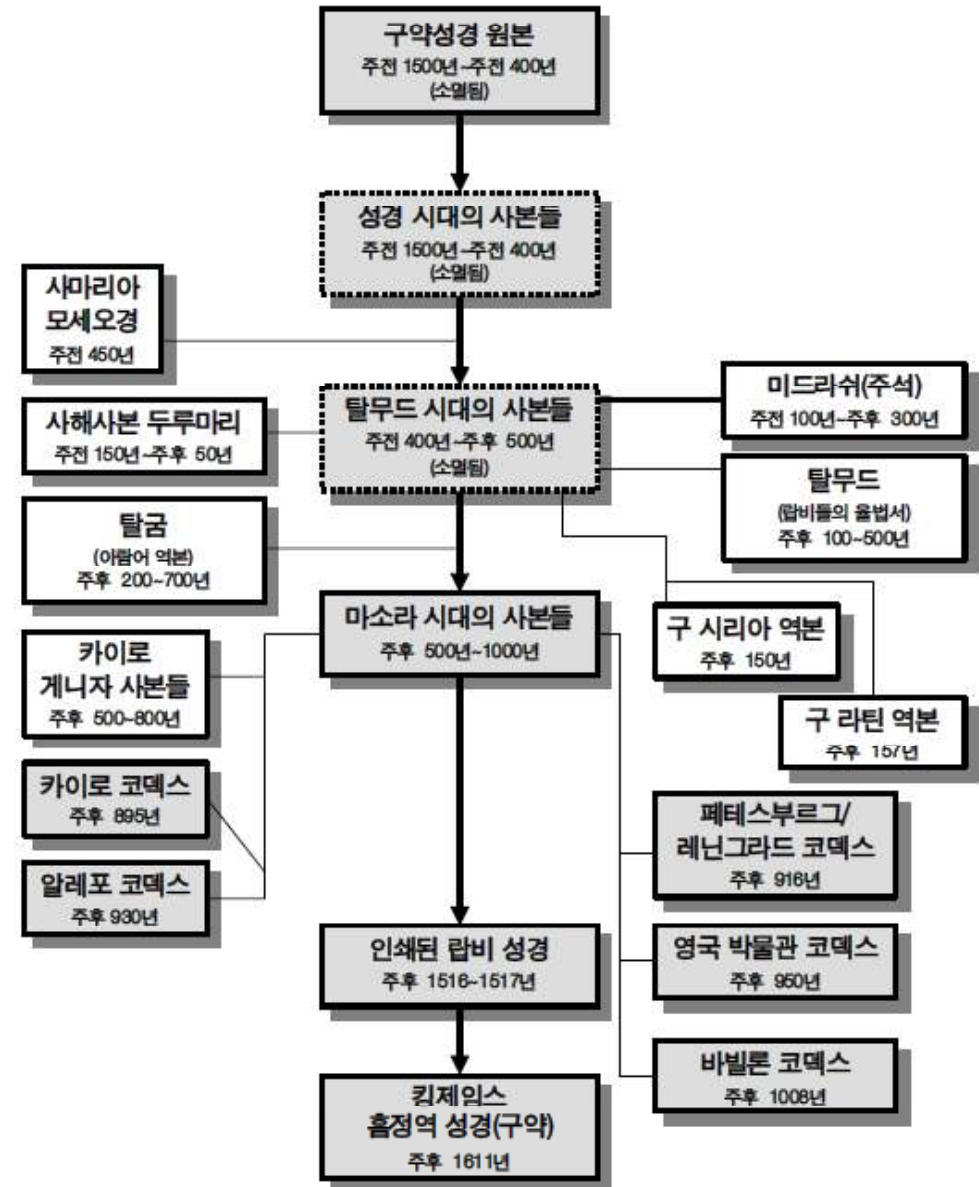 구약성경 원본
주전 1500년~주전 400년
(소멸됨)
성경 시대의 사본들
주전 1500년~주전 400년
(소멸됨)
사마리아
모세오경
주전 450년
탈무드 시대의 사본들
주전 400년~주후 500년
(소멸됨)
미드라쉬(주석)
주전 100년~주후 300년
사해사본 두루마리
주전 150년~주후 50년
탈무드
(랍비들의 율법서)
주후 100~500년
탈굼
(아람어 역본)
주후 200~700년
마소라 시대의 사본들
주후 500년~1000년
구 시리아 역본
주후 150년
카이로
게니자 사본들
주후 500~800년
구 라틴 역본
주후 157년
카이로 코덱스
주후 895년
페테스부르그/
레닌그라드 코덱스
주후 916년
알레포 코덱스
주후 930년
인쇄된 랍비 성경
주후 1516~1517년
영국 박물관 코덱스
주후 950년
바빌론 코덱스
주후 1008년
킹제임스
흠정역 성경(구약)
주후 1611년